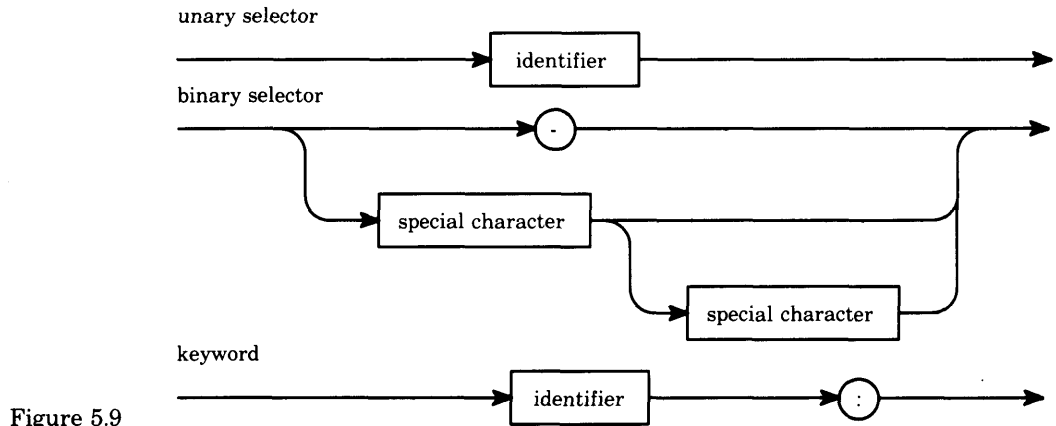 unary selector
identifier
binary selector
-
special character
special character
keyword
identifier :
Figure 5.9